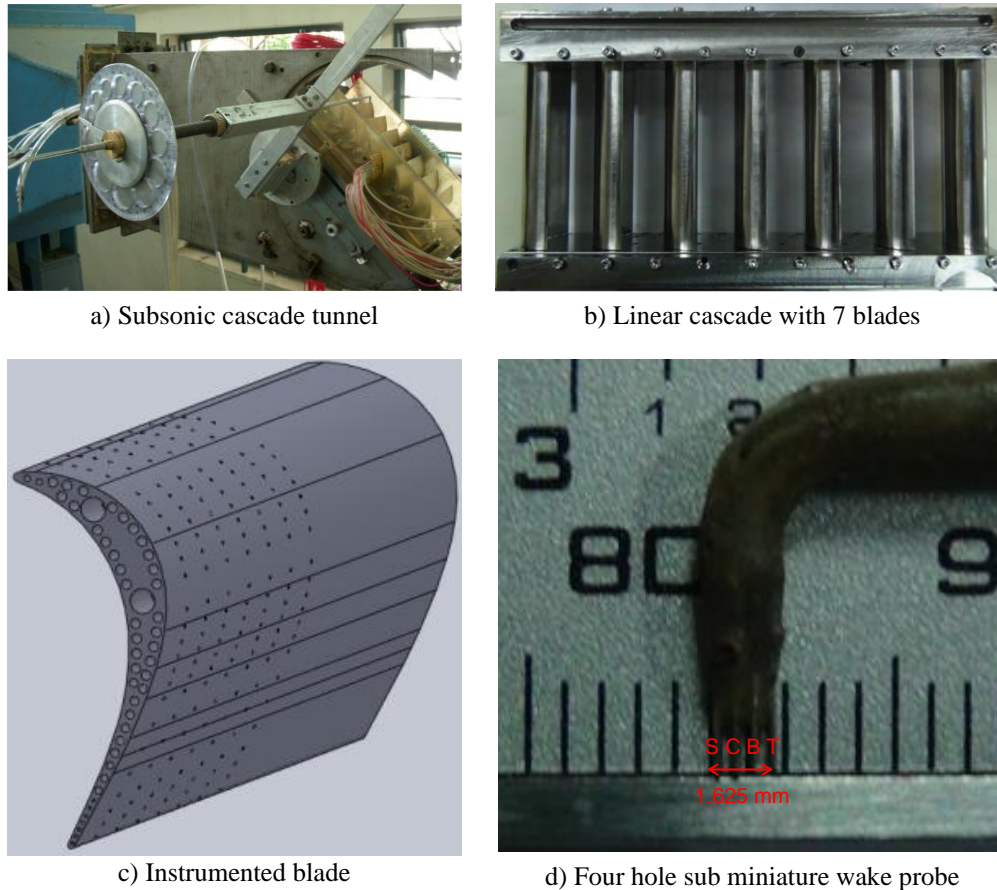 a) Subsonic cascade tunnel
b) Linear cascade with 7 blades
1 2
3
80 9
S C B T
1.625 mm
c) Instrumented blade
d) Four hole sub miniature wake probe